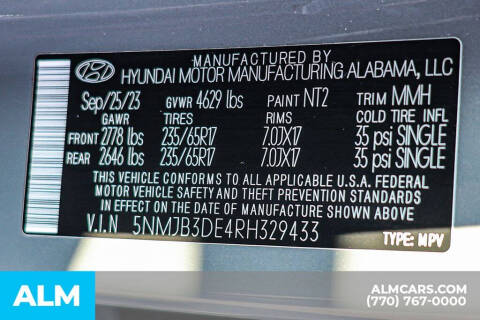 MANUFACTURED BY
HYUNDAI MOTOR MANUFACTURING ALABAMA, LLC
Sep/25/23 GVWR 4629 lbs PAINT NT2 TRIM MMH
GAWR TIRES RIMS COLD TIRE INFL
FRONT 2778 lbs 235/65R17 7.0JX17 35 psi SINGLE
REAR 2646 lbs 235/65R17 7.0JX17 35 psi SINGLE
THIS VEHICLE CONFORMS TO ALL APPLICABLE U.S.A. FEDERAL
MOTOR VEHICLE SAFETY AND THEFT PREVENTION STANDARDS
IN EFFECT ON THE DATE OF MANUFACTURE SHOWN ABOVE.
V.I.N 5NMJB3DE4RH329433
TYPE: MPV
ALM
ALMCARS.COM
(770) 767-0000